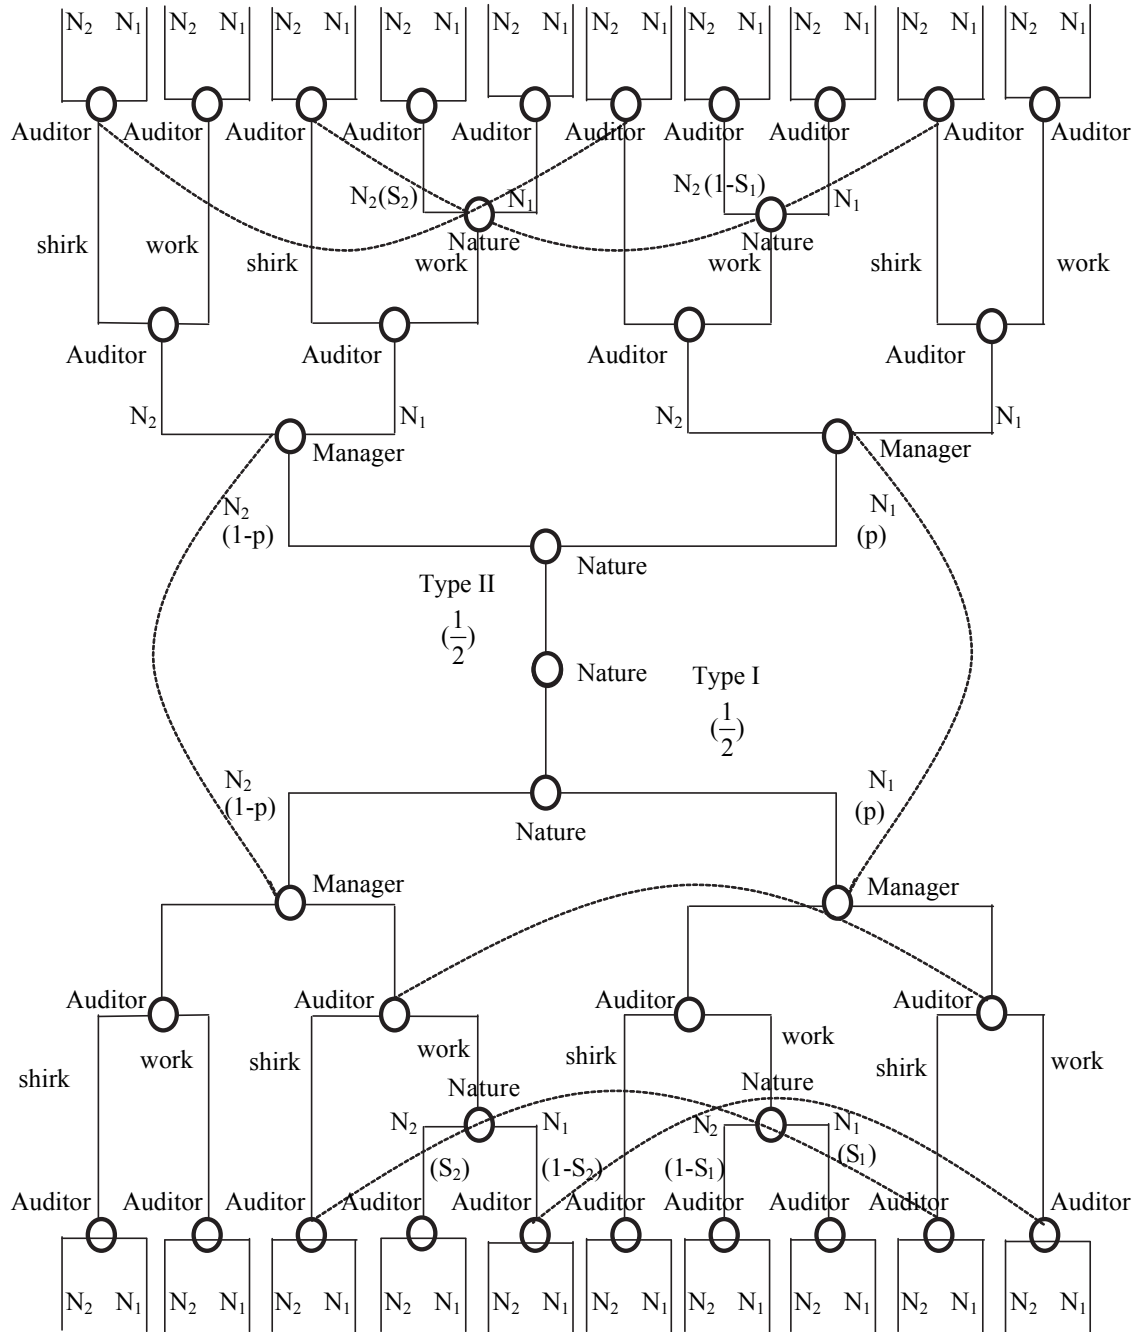 N₂ N₁ N₂ N₁ N₂ N₁ N₂ N₁ N₂ N₁ N₂ N₁ N₂ N₁ N₂ N₁ N₂ N₁ N₂ N₁
Auditor Auditor Auditor Auditor Auditor Auditor Auditor Auditor Auditor Auditor
N₂(S₂) N₁ N₂(1-S₁) N₁
shirk work shirk Nature work work Nature shirk work
Auditor Auditor Auditor Auditor
N₂ N₁ N₂ N₁
Manager Manager
N₂ N₁
(1-p) (p)
Nature
Type II
(1/2)
Nature Type I
(1/2)
N₂ N₁
(1-p) (p)
Nature
Manager Manager
Auditor Auditor Auditor Auditor
shirk work shirk work shirk work shirk work
Nature Nature
N₂ N₁ N₂ N₁
(S₂) (1-S₂) (1-S₁) (S₁)
Auditor Auditor Auditor Auditor Auditor Auditor Auditor Auditor Auditor Auditor
N₂ N₁ N₂ N₁ N₂ N₁ N₂ N₁ N₂ N₁ N₂ N₁ N₂ N₁ N₂ N₁ N₂ N₁ N₂ N₁